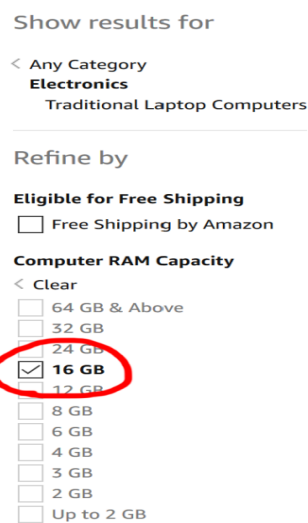 Show results for
< Any Category
Electronics
Traditional Laptop Computers
Refine by
Eligible for Free Shipping
Free Shipping by Amazon
Computer RAM Capacity
< Clear
64 GB & Above
32 GB
24 GB
16 GB
12 GB
8 GB
6 GB
4 GB
3 GB
2 GB
Up to 2 GB